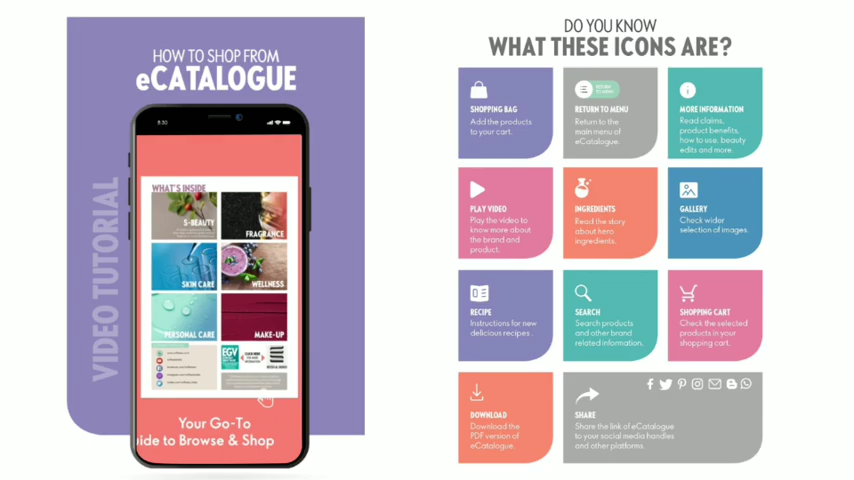 HOW TO SHOP FROM
eCATALOGUE
VIDEO TUTORIAL
WHAT'S INSIDE
S-BEAUTY
FRAGRANCE
SKIN CARE
WELLNESS
PERSONAL CARE
MAKE-UP
EGV
Your Go-To
ide to Browse & Shop
DO YOU KNOW
WHAT THESE ICONS ARE?
SHOPPING BAG
Add the products
to your cart.
RETURN
TO MENU
RETURN TO MENU
Return to the
main menu of
eCatalogue.
MORE INFORMATION
Read claims,
product benefits,
how to use, beauty
edits and more.
PLAY VIDEO
Play the video to
know more about
the brand and
product.
INGREDIENTS
Read the story
about hero
ingredients.
GALLERY
Check wider
selection of images.
RECIPE
Instructions for new
delicious recipes .
SEARCH
Search products
and other brand
related information.
SHOPPING CART
Check the selected
products in your
shopping cart.
DOWNLOAD
Download the
PDF version of
eCatalogue.
SHARE
Share the link of eCatalogue
to your social media handles
and other platforms.